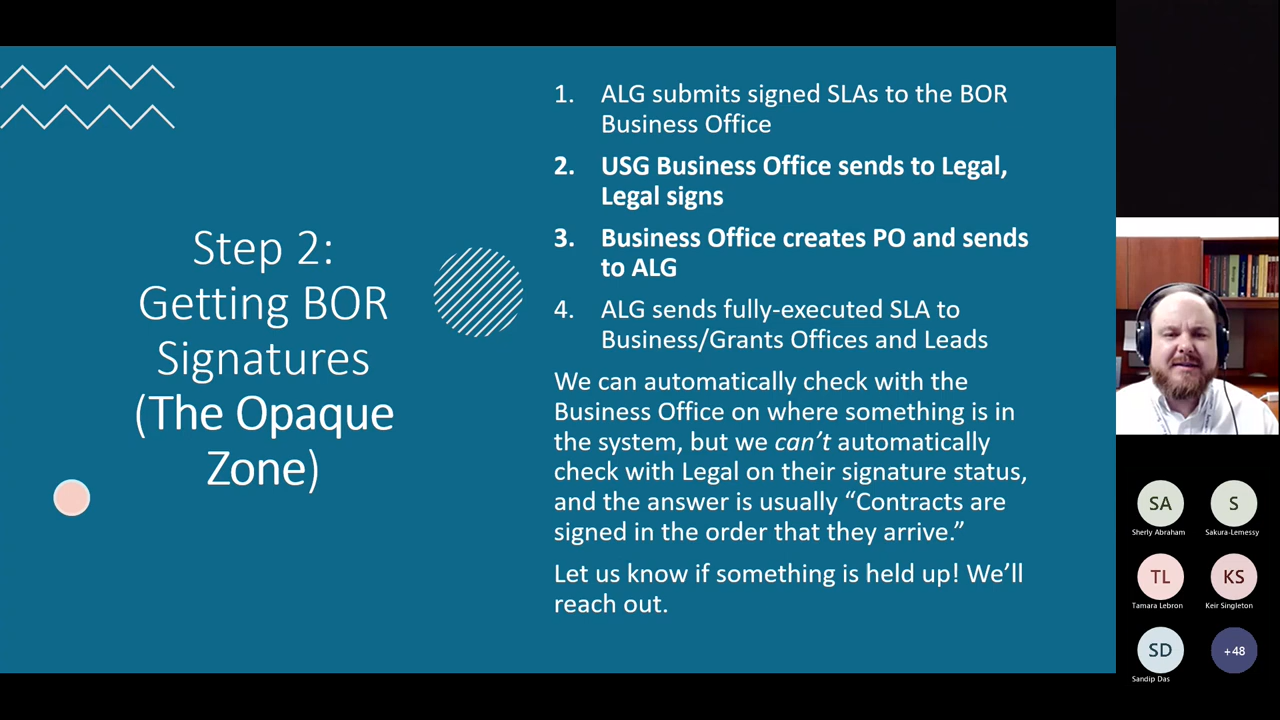 Step 2:
Getting BOR
Signatures
(The Opaque
Zone)
1. ALG submits signed SLAs to the BOR
Business Office
2. USG Business Office sends to Legal,
Legal signs
3. Business Office creates PO and sends
to ALG
4. ALG sends fully-executed SLA to
Business/Grants Offices and Leads
We can automatically check with the
Business Office on where something is in
the system, but we can’t automatically
check with Legal on their signature status,
and the answer is usually “Contracts are
signed in the order that they arrive.”
Let us know if something is held up! We’ll
reach out.
SA
Sherly Abraham
S
Sakura-Lemessy
TL
Tamara Lebron
KS
Keir Singleton
SD
Sandip Das
+48